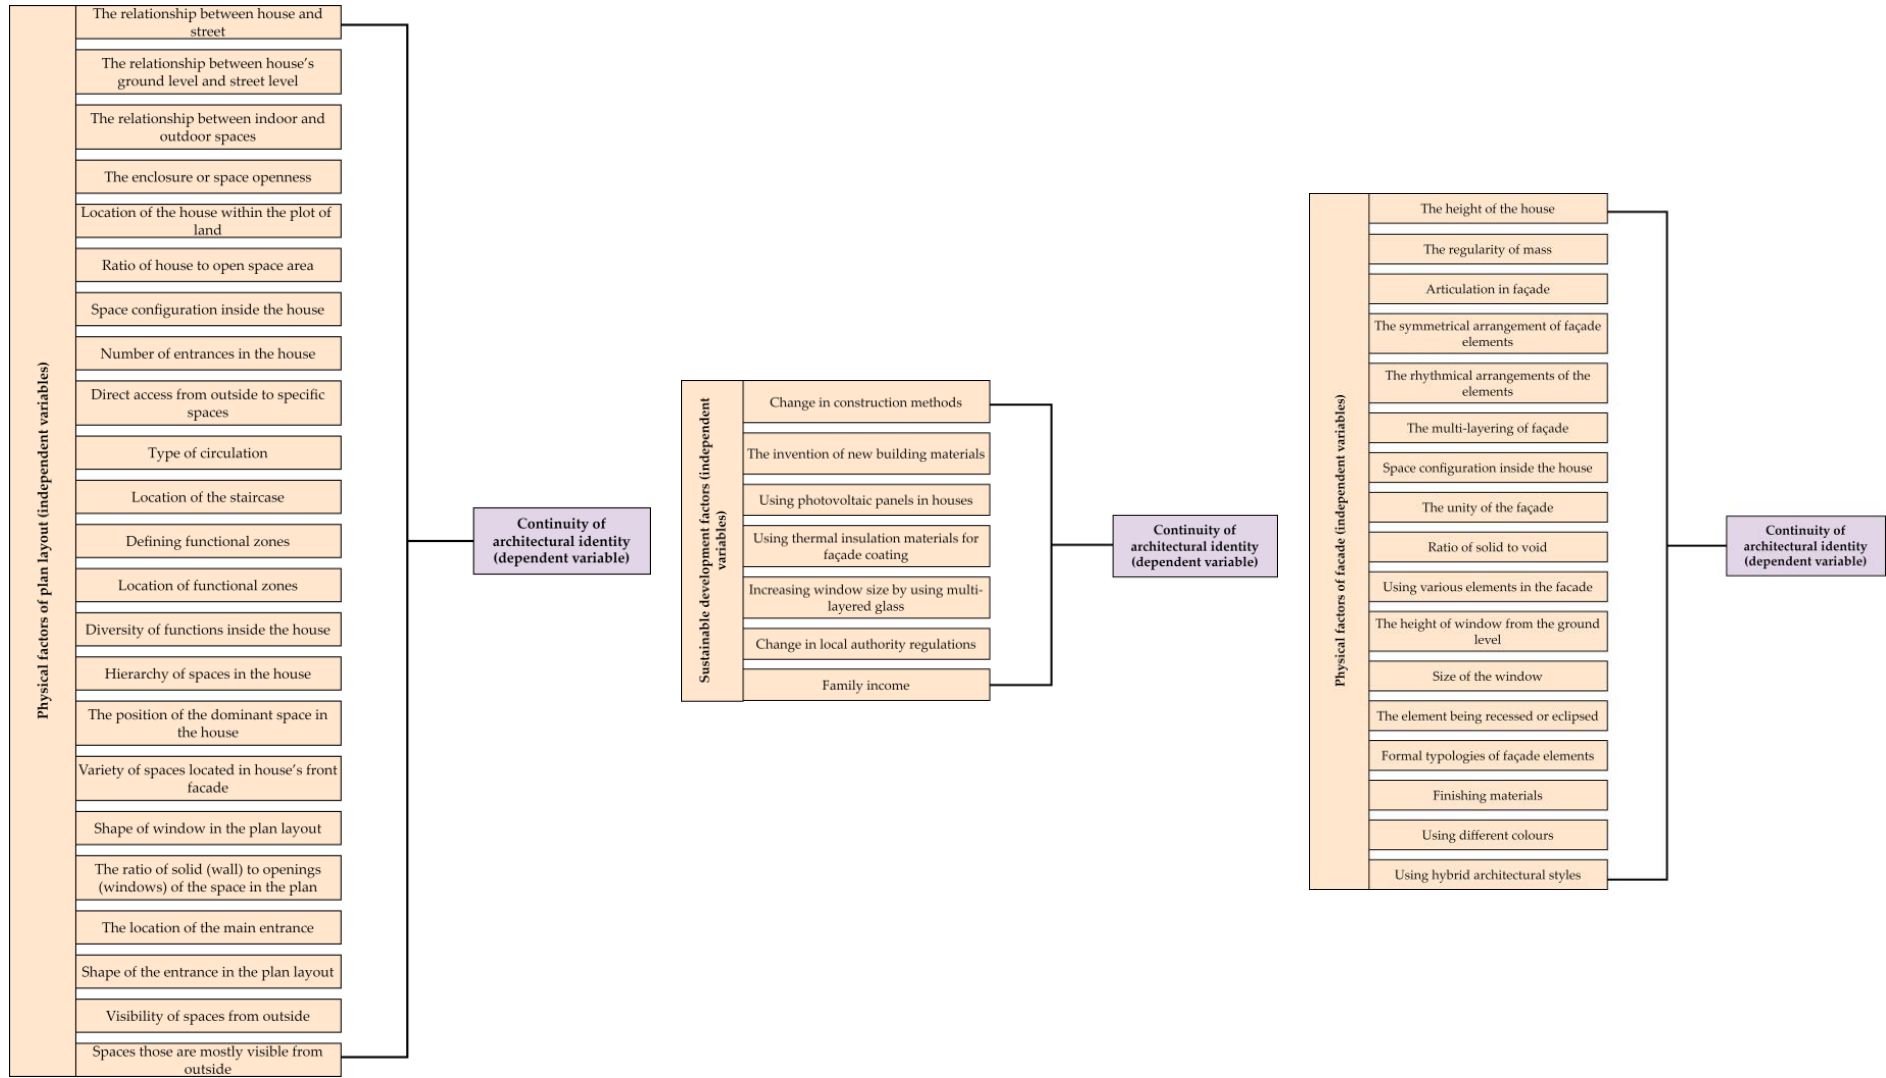 Physical factors of plan layout (independent variables)
The relationship between house and
street
The relationship between house’s
ground level and street level
The relationship between indoor and
outdoor spaces
The enclosure or space openness
Location of the house within the plot of
land
Ratio of house to open space area
Space configuration inside the house
Number of entrances in the house
Direct access from outside to specific
spaces
Type of circulation
Location of the staircase
Defining functional zones
Location of functional zones
Diversity of functions inside the house
Hierarchy of spaces in the house
The position of the dominant space in
the house
Variety of spaces located in house’s front
facade
Shape of window in the plan layout
The ratio of solid (wall) to openings
(windows) of the space in the plan
The location of the main entrance
Shape of the entrance in the plan layout
Visibility of spaces from outside
Spaces those are mostly visible from
outside
Continuity of
architectural identity
(dependent variable)
Sustainable development factors (independent
variables)
Change in construction methods
The invention of new building materials
Using photovoltaic panels in houses
Using thermal insulation materials for
façade coating
Increasing window size by using multi-
layered glass
Change in local authority regulations
Family income
Continuity of
architectural identity
(dependent variable)
Physical factors of facade (independent variables)
The height of the house
The regularity of mass
Articulation in façade
The symmetrical arrangement of façade
elements
The rhythmical arrangements of the
elements
The multi-layering of façade
Space configuration inside the house
The unity of the façade
Ratio of solid to void
Using various elements in the facade
The height of window from the ground
level
Size of the window
The element being recessed or eclipsed
Formal typologies of façade elements
Finishing materials
Using different colours
Using hybrid architectural styles
Continuity of
architectural identity
(dependent variable)